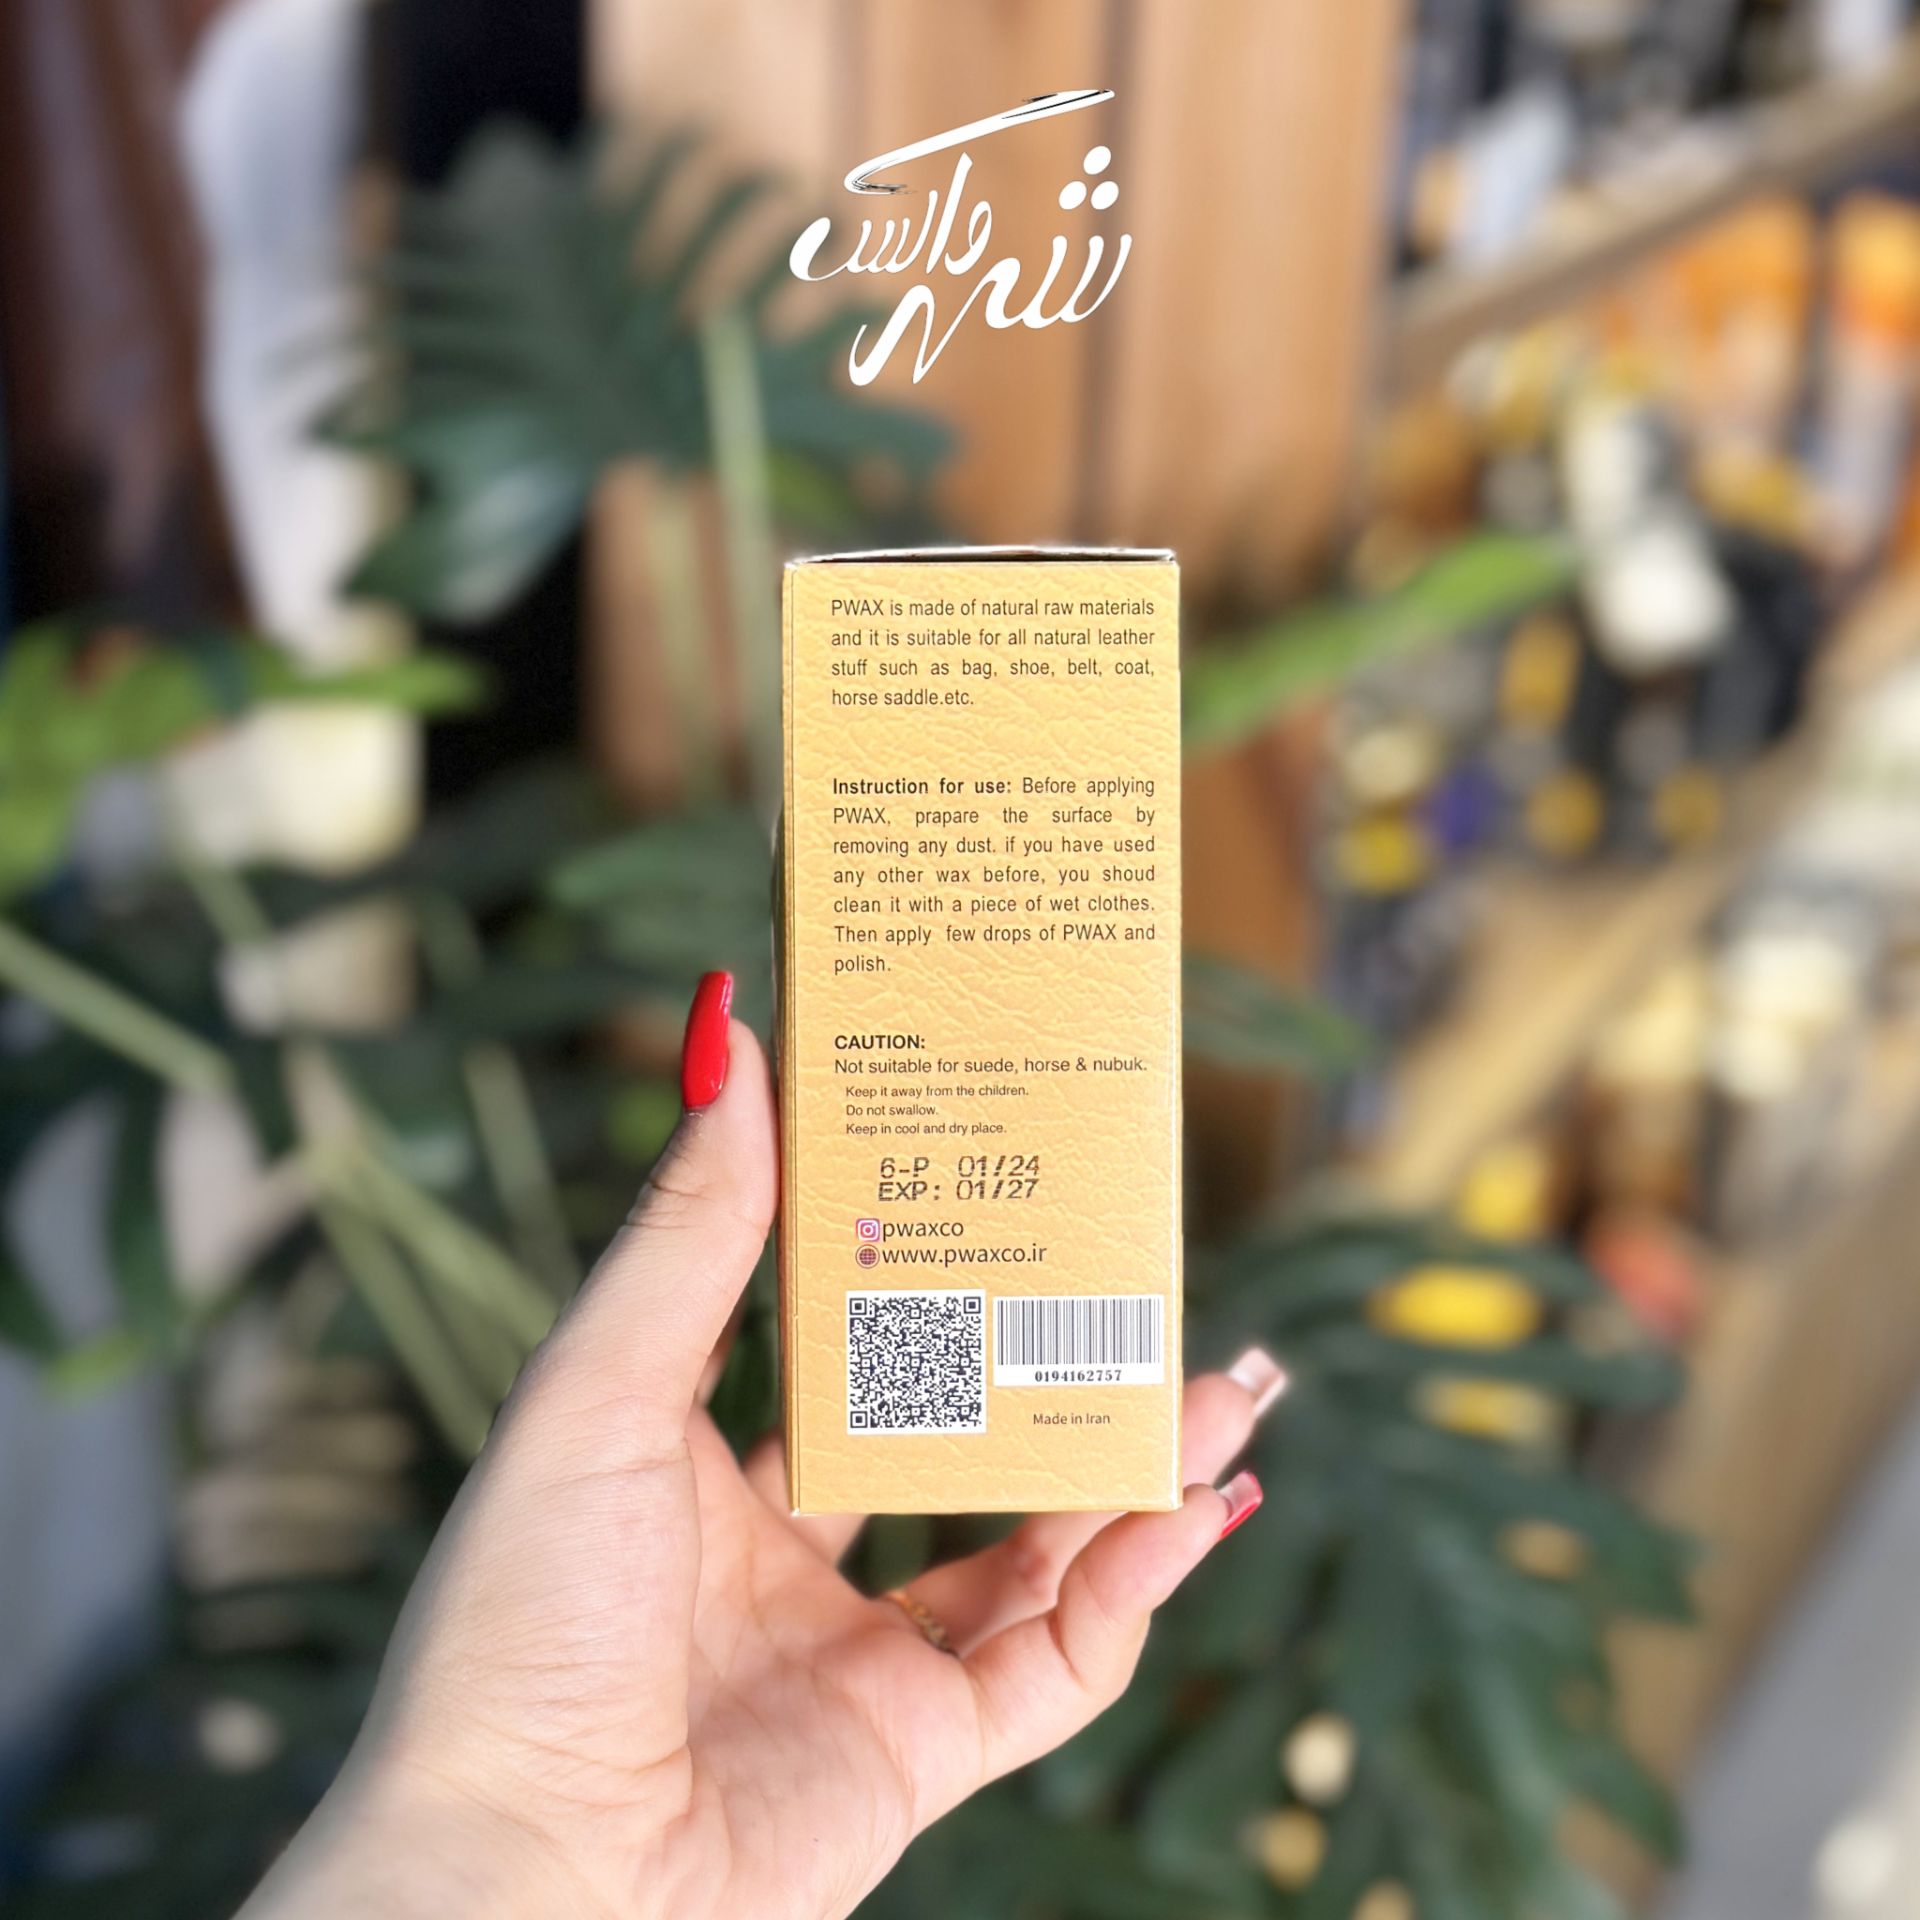 شهر واکس
PWAX is made of natural raw materials
and it is suitable for all natural leather
stuff such as bag, shoe, belt, coat,
horse saddle.etc.
Instruction for use: Before applying
PWAX, prapare the surface by
removing any dust. if you have used
any other wax before, you shoud
clean it with a piece of wet clothes.
Then apply few drops of PWAX and
polish.
CAUTION:
Not suitable for suede, horse & nubuk.
Keep it away from the children.
Do not swallow.
Keep in cool and dry place.
6-P 01/24
EXP: 01/27
pwaxco
www.pwaxco.ir
0194162757
Made in Iran